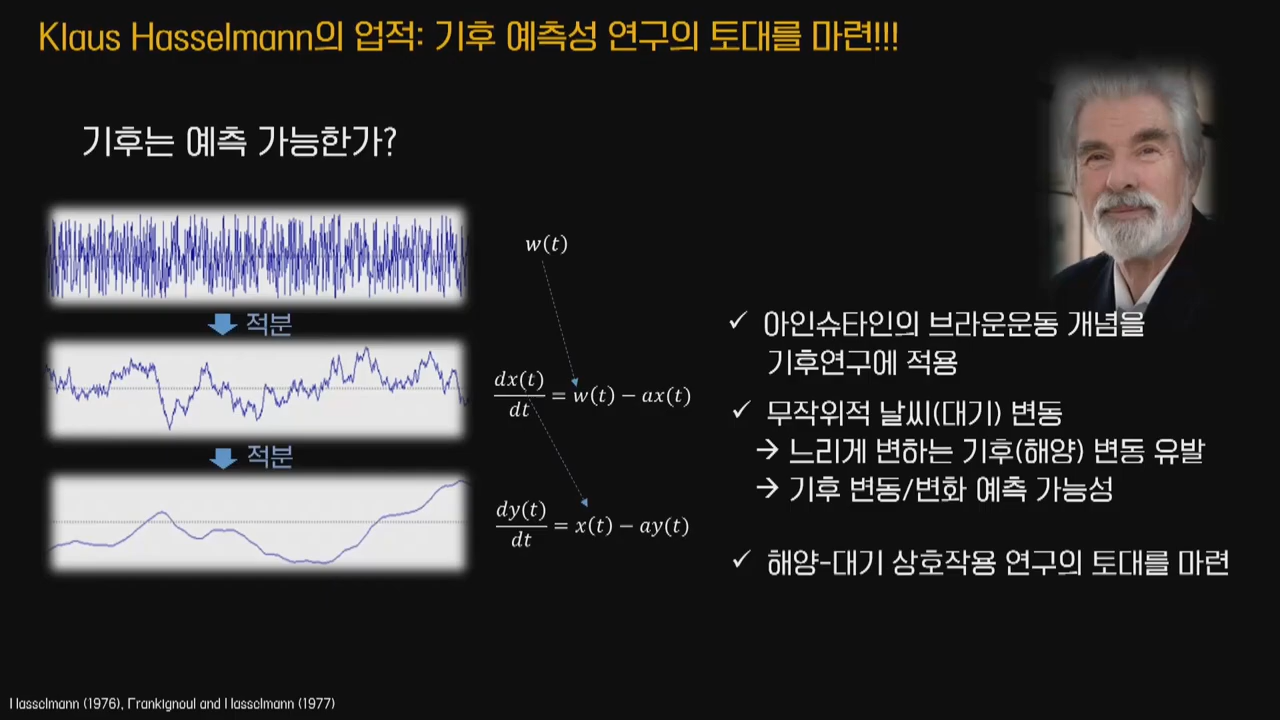 Klaus Hasselmann의 업적: 기후 예측성 연구의 토대를 마련!!!
기후는 예측 가능한가?
w(t)
적분
dx(t)/dt = w(t) − ax(t)
적분
dy(t)/dt = x(t) − ay(t)
✓ 아인슈타인의 브라운운동 개념을
기후연구에 적용
✓ 무작위적 날씨(대기) 변동
→ 느리게 변하는 기후(해양) 변동 유발
→ 기후 변동/변화 예측 가능성
✓ 해양-대기 상호작용 연구의 토대를 마련
Hasselmann (1976), Frankignoul and Hasselmann (1977)